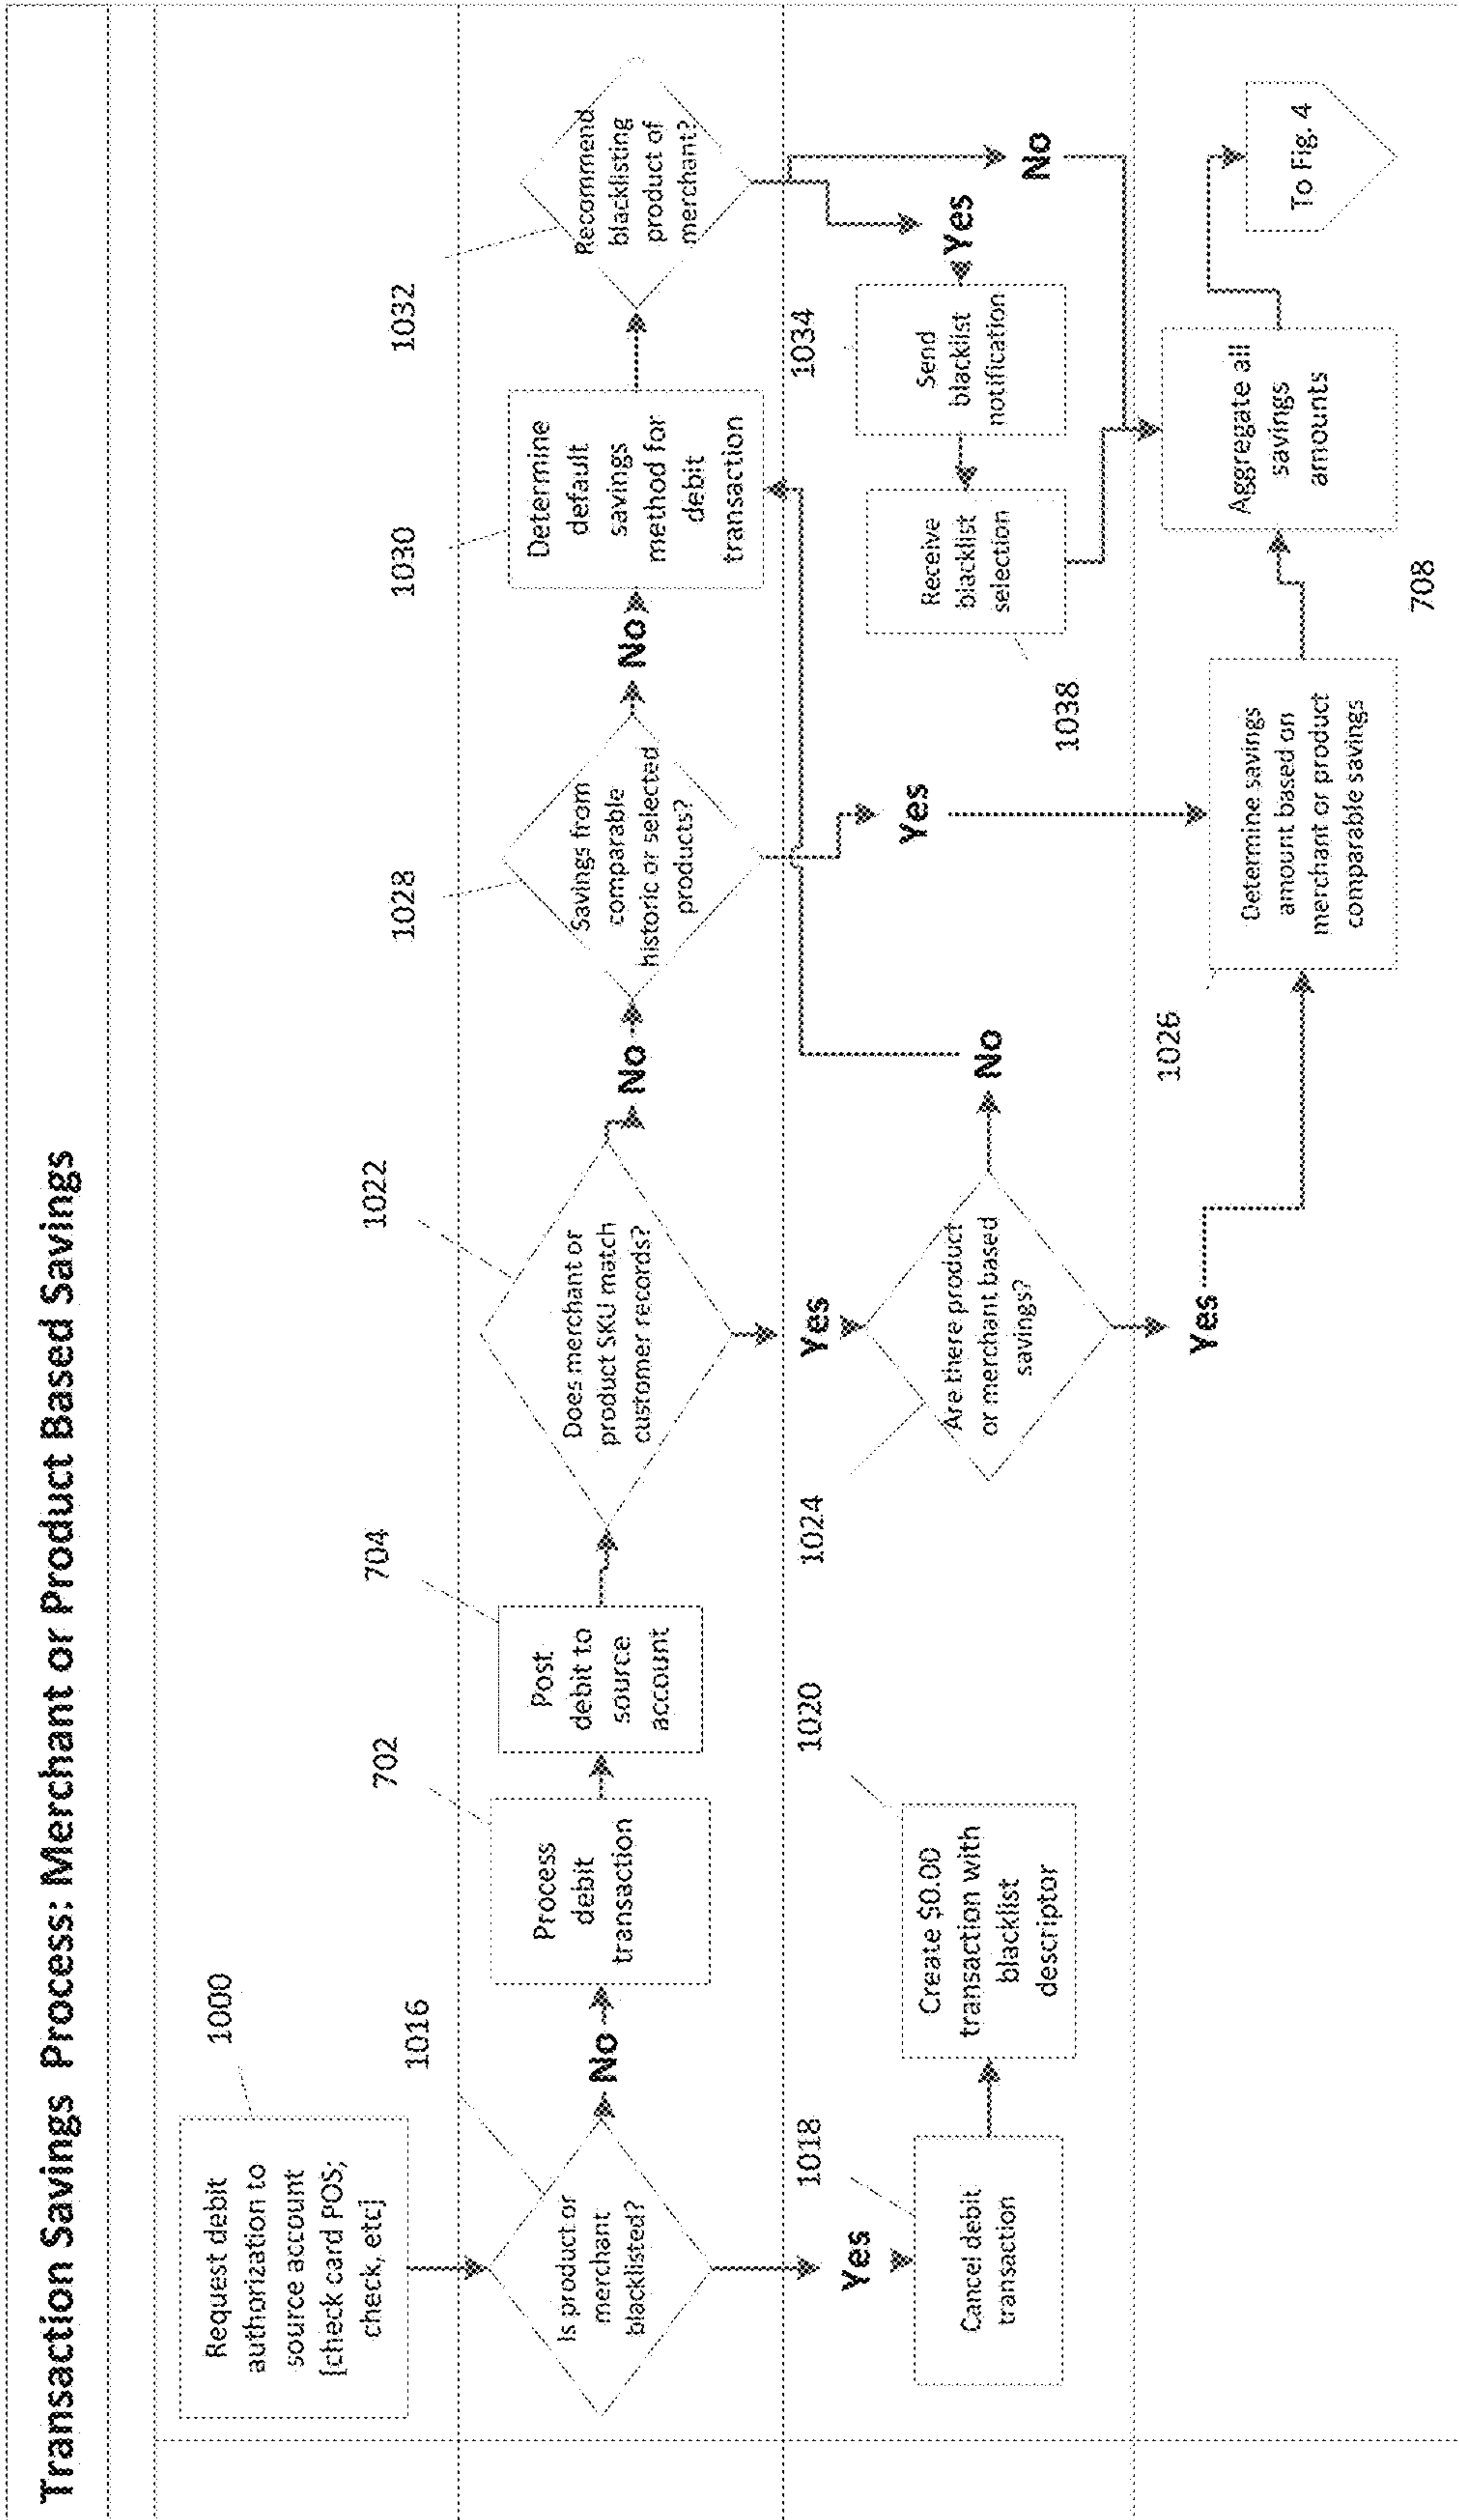 Transaction Savings Process: Merchant or Product Based Savings
1000
Request debit
authorization to
source account
[check card POS;
check, etc]
1016
Is product or
merchant
blacklisted?
No
702
Process
debit
transaction
704
Post
debit to
source
account
1022
Does merchant or
product SKU match
customer records?
No
1028
Savings from
comparable
historic or selected
products?
No
1030
Determine
default
savings
method for
debit
transaction
1032
Recommend
blacklisting
product of
merchant?
Yes
1018
Cancel debit
transaction
1020
Create $0.00
transaction with
blacklist
descriptor
Yes
1024
Are there product
or merchant based
savings?
No
Yes
1038
Receive
blacklist
selection
1034
Send
blacklist
notification
Yes
No
Yes
1026
Determine savings
amount based on
merchant or product
comparable savings
708
Aggregate all
savings
amounts
To Fig. 4